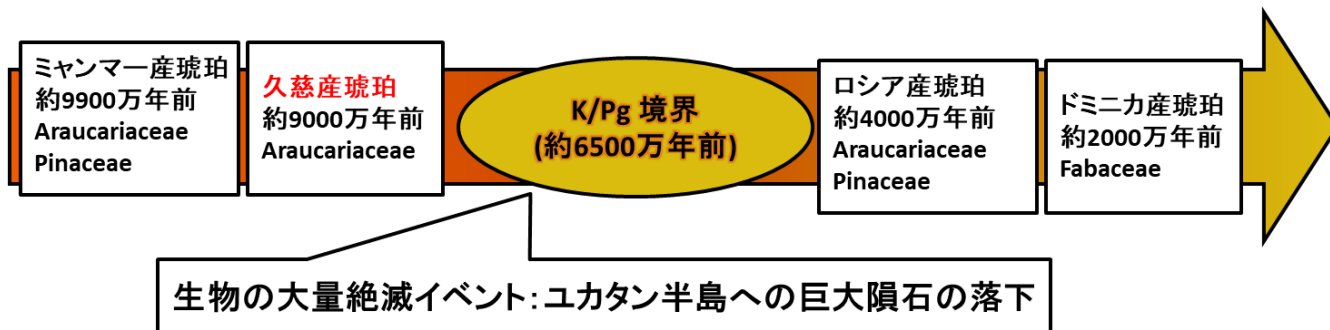 ミャンマー産琥珀
約9900万年前
Araucariaceae
Pinaceae
久慈産琥珀
約9000万年前
Araucariaceae
K/Pg 境界
(約6500万年前)
ロシア産琥珀
約4000万年前
Araucariaceae
Pinaceae
ドミニカ産琥珀
約2000万年前
Fabaceae
生物の大量絶滅イベント:ユカタン半島への巨大隕石の落下